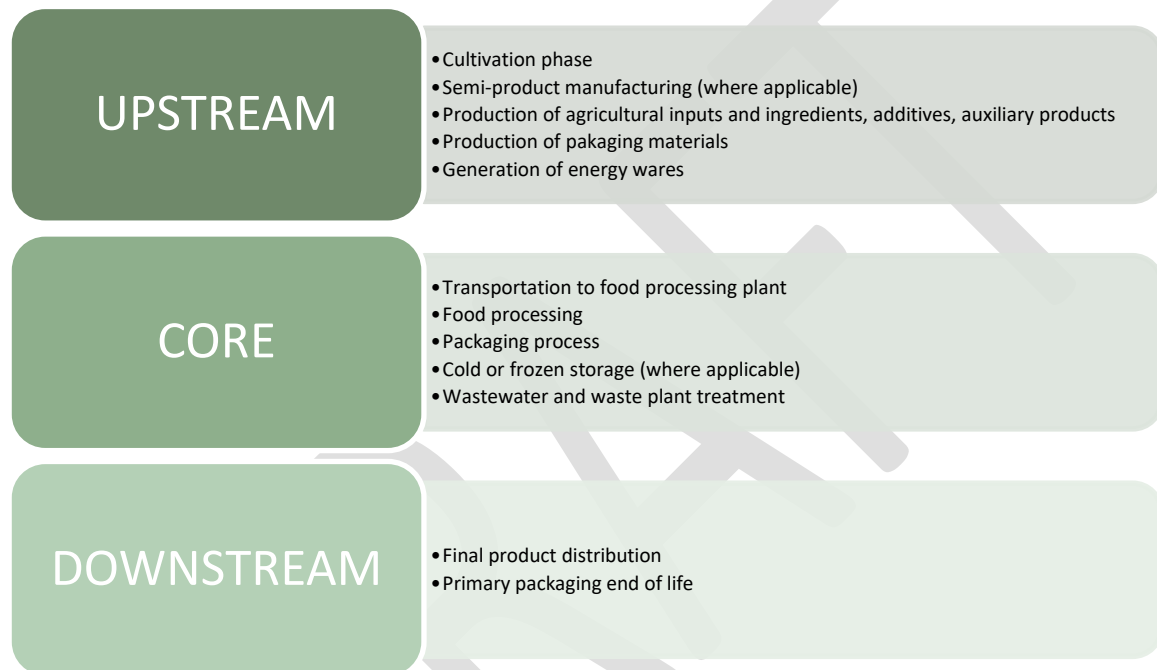 UPSTREAM
•Cultivation phase
•Semi-product manufacturing (where applicable)
•Production of agricultural inputs and ingredients, additives, auxiliary products
•Production of pakaging materials
•Generation of energy wares
CORE
•Transportation to food processing plant
•Food processing
•Packaging process
•Cold or frozen storage (where applicable)
•Wastewater and waste plant treatment
DOWNSTREAM
•Final product distribution
•Primary packaging end of life
DRAFT